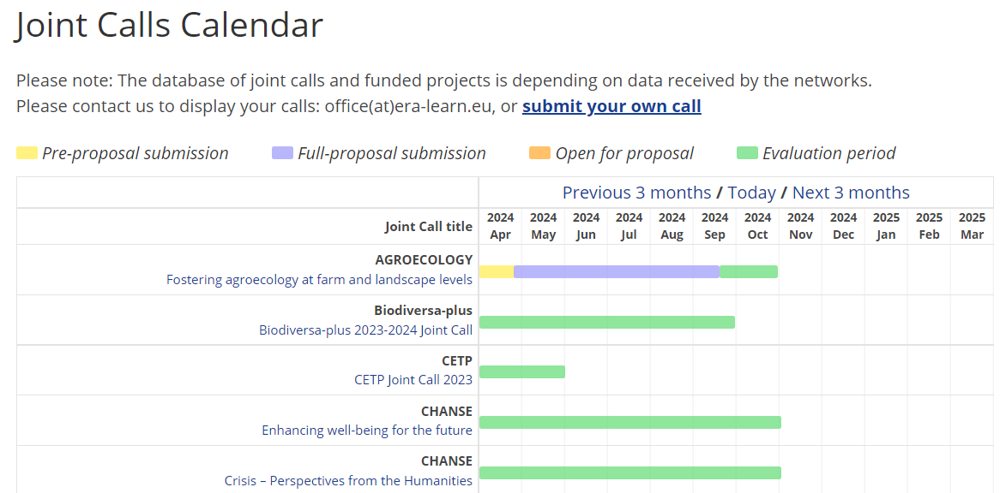 Joint Calls Calendar
Please note: The database of joint calls and funded projects is depending on data received by the networks.
Please contact us to display your calls: office(at)era-learn.eu, or submit your own call
Pre-proposal submission Full-proposal submission Open for proposal Evaluation period
Previous 3 months / Today / Next 3 months
Joint Call title
2024 2024 2024 2024 2024 2024 2024 2024 2024 2025 2025 2025
Apr May Jun Jul Aug Sep Oct Nov Dec Jan Feb Mar
AGROECOLOGY
Fostering agroecology at farm and landscape levels
Biodiversa-plus
Biodiversa-plus 2023-2024 Joint Call
CETP
CETP Joint Call 2023
CHANSE
Enhancing well-being for the future
CHANSE
Crisis – Perspectives from the Humanities